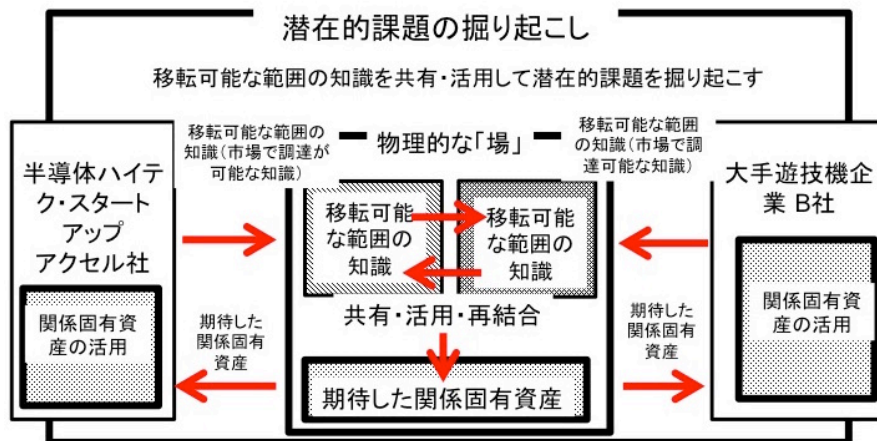 潜在的課題の掘り起こし
移転可能な範囲の知識を共有・活用して潜在的課題を掘り起こす
半導体ハイテ
ク・スタート
アップ
アクセル社
関係固有資
産の活用
移転可能な範囲の
知識(市場で調達が
可能な知識)
期待した
関係固有
資産
物理的な「場」
移転可能
な範囲の
知識
移転可能
な範囲の
知識
共有・活用・再結合
期待した関係固有資産
移転可能な範囲
の知識(市場で調
達可能な知識)
期待した
関係固有
資産
大手遊技機企
業 B社
関係固有資
産の活用